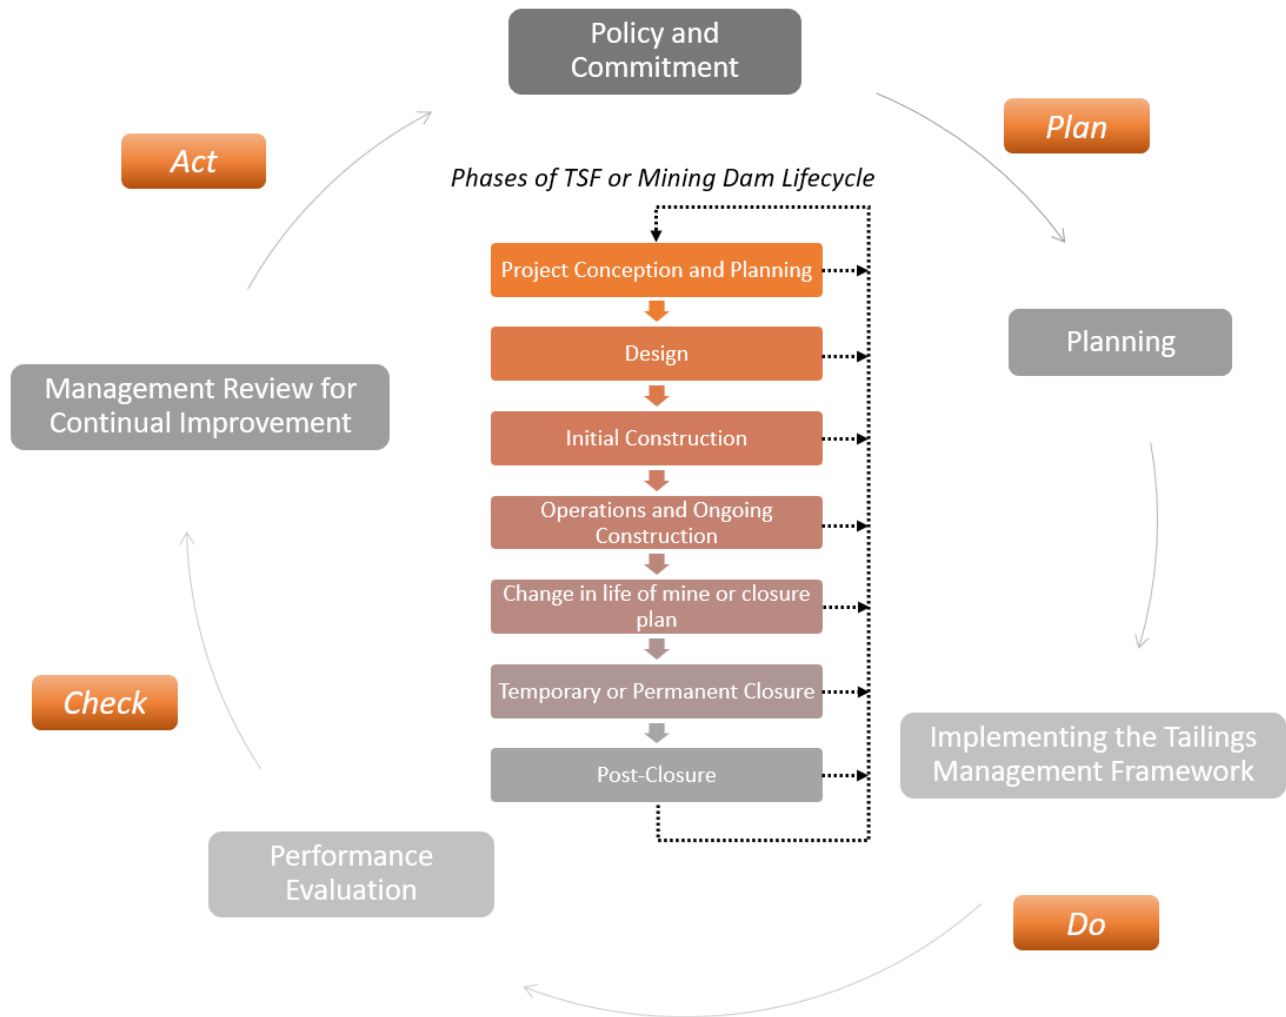 Policy and
Commitment
Plan
Act
Phases of TSF or Mining Dam Lifecycle
Project Conception and Planning
Design
Initial Construction
Operations and Ongoing
Construction
Change in life of mine or closure
plan
Temporary or Permanent Closure
Post-Closure
Planning
Implementing the Tailings
Management Framework
Do
Performance
Evaluation
Check
Management Review for
Continual Improvement